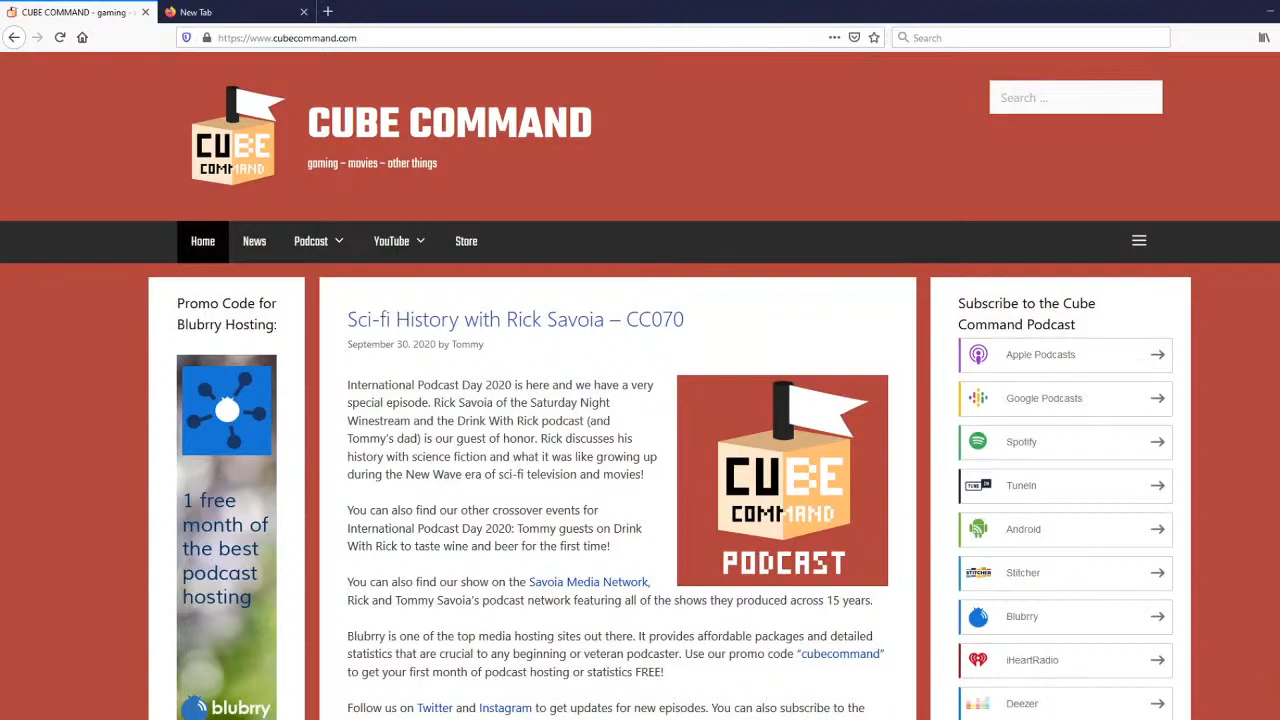 CUBE COMMAND - gaming -
New Tab
https://www.cubecommand.com
Search
CUBE
COMMAND
CUBE COMMAND
gaming – movies – other things
Search ...
Home
News
Podcast
YouTube
Store
Promo Code for
Blubrry Hosting:
1 free
month of
the best
podcast
hosting
blubrry
Sci-fi History with Rick Savoia – CC070
September 30, 2020 by Tommy
International Podcast Day 2020 is here and we have a very
special episode. Rick Savoia of the Saturday Night
Winestream and the Drink With Rick podcast (and
Tommy's dad) is our guest of honor. Rick discusses his
history with science fiction and what it was like growing up
during the New Wave era of sci-fi television and movies!
You can also find our other crossover events for
International Podcast Day 2020: Tommy guests on Drink
With Rick to taste wine and beer for the first time!
You can also find our show on the Savoia Media Network,
Rick and Tommy Savoia's podcast network featuring all of the shows they produced across 15 years.
Blubrry is one of the top media hosting sites out there. It provides affordable packages and detailed
statistics that are crucial to any beginning or veteran podcaster. Use our promo code “cubecommand”
to get your first month of podcast hosting or statistics FREE!
Follow us on Twitter and Instagram to get updates for new episodes. You can also subscribe to the
CUBE
COMMAND
PODCAST
Subscribe to the Cube
Command Podcast
Apple Podcasts
Google Podcasts
Spotify
TUNE IN
TuneIn
Android
STITCHER
Stitcher
Blubrry
iHeartRadio
Deezer